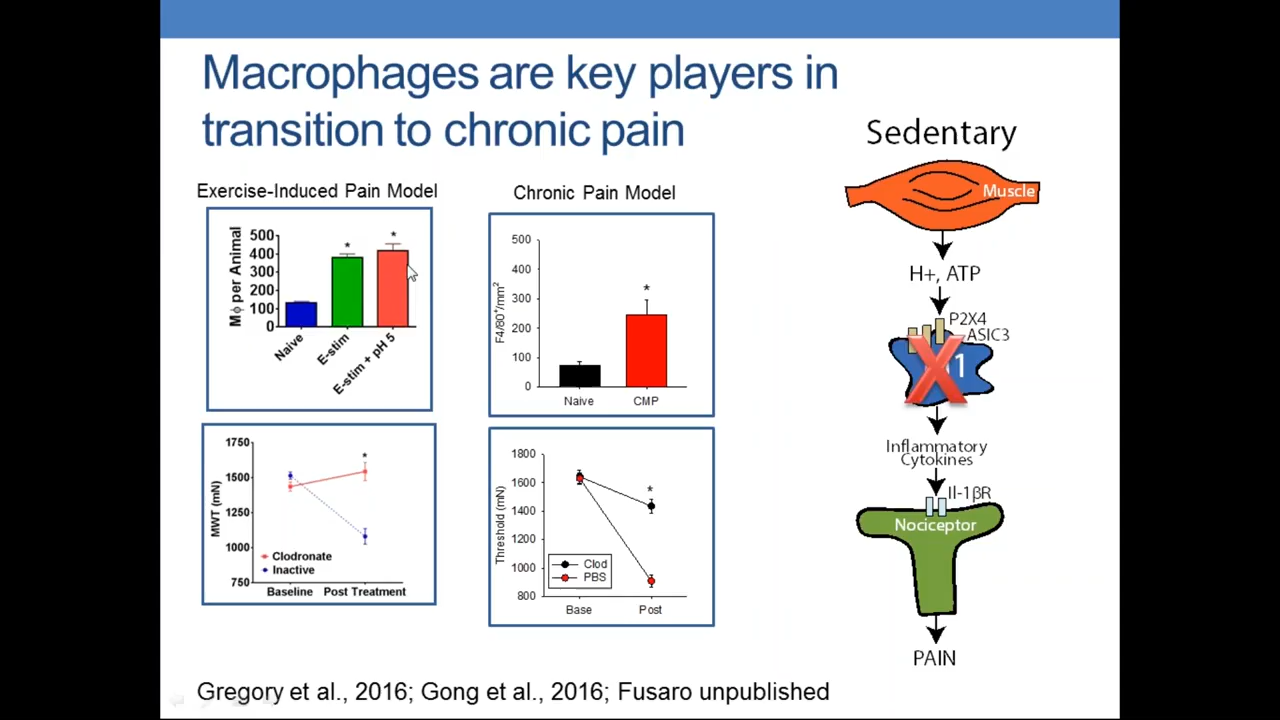 Macrophages are key players in
transition to chronic pain
Exercise-Induced Pain Model
Mϕ per Animal
500
400
300
200
100
0
*
*
Naive
E-stim
E-stim + pH 5
MWT (mN)
1750
1500
1250
1000
750
*
Clodronate
Inactive
Baseline
Post Treatment
Chronic Pain Model
F4/80⁺/mm²
500
400
300
200
100
0
*
Naive
CMP
Threshold (mN)
1800
1600
1400
1200
1000
800
*
Clod
PBS
Base
Post
Sedentary
Muscle
H+, ATP
P2X4
ASIC3
1
Inflammatory
Cytokines
Il-1βR
Nociceptor
PAIN
Gregory et al., 2016; Gong et al., 2016; Fusaro unpublished